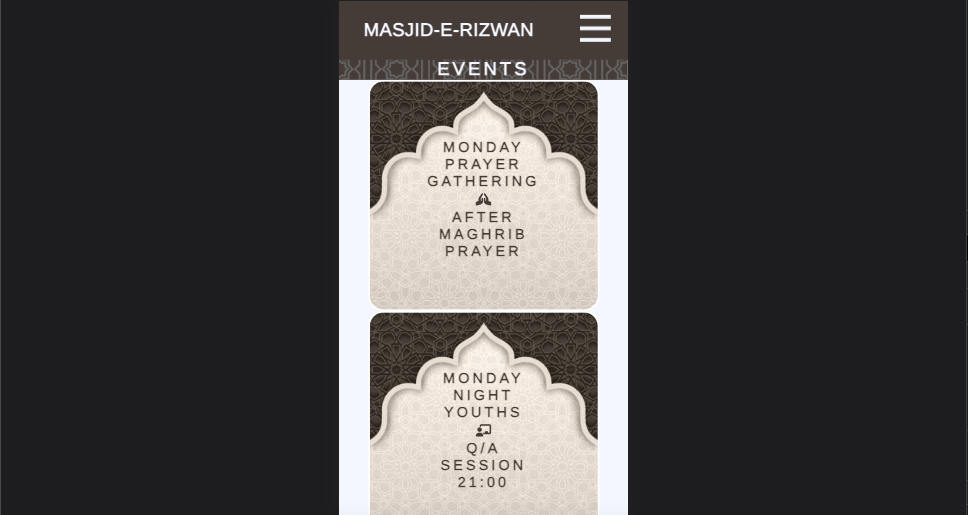 MASJID-E-RIZWAN
EVENTS
MONDAY
PRAYER
GATHERING
AFTER
MAGHRIB
PRAYER
MONDAY
NIGHT
YOUTHS
Q/A
SESSION
21:00